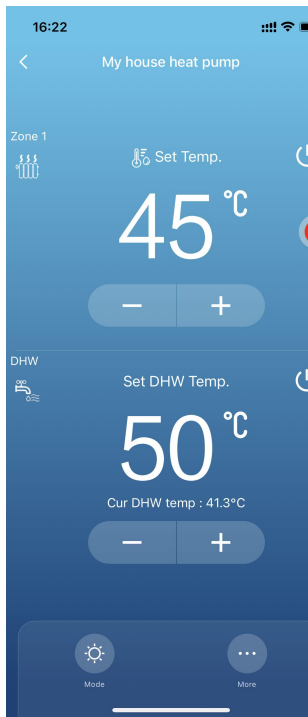 16:22
My house heat pump
Zone 1
Set Temp.
45 °C
DHW
Set DHW Temp.
50 °C
Cur DHW temp : 41.3°C
Mode
More